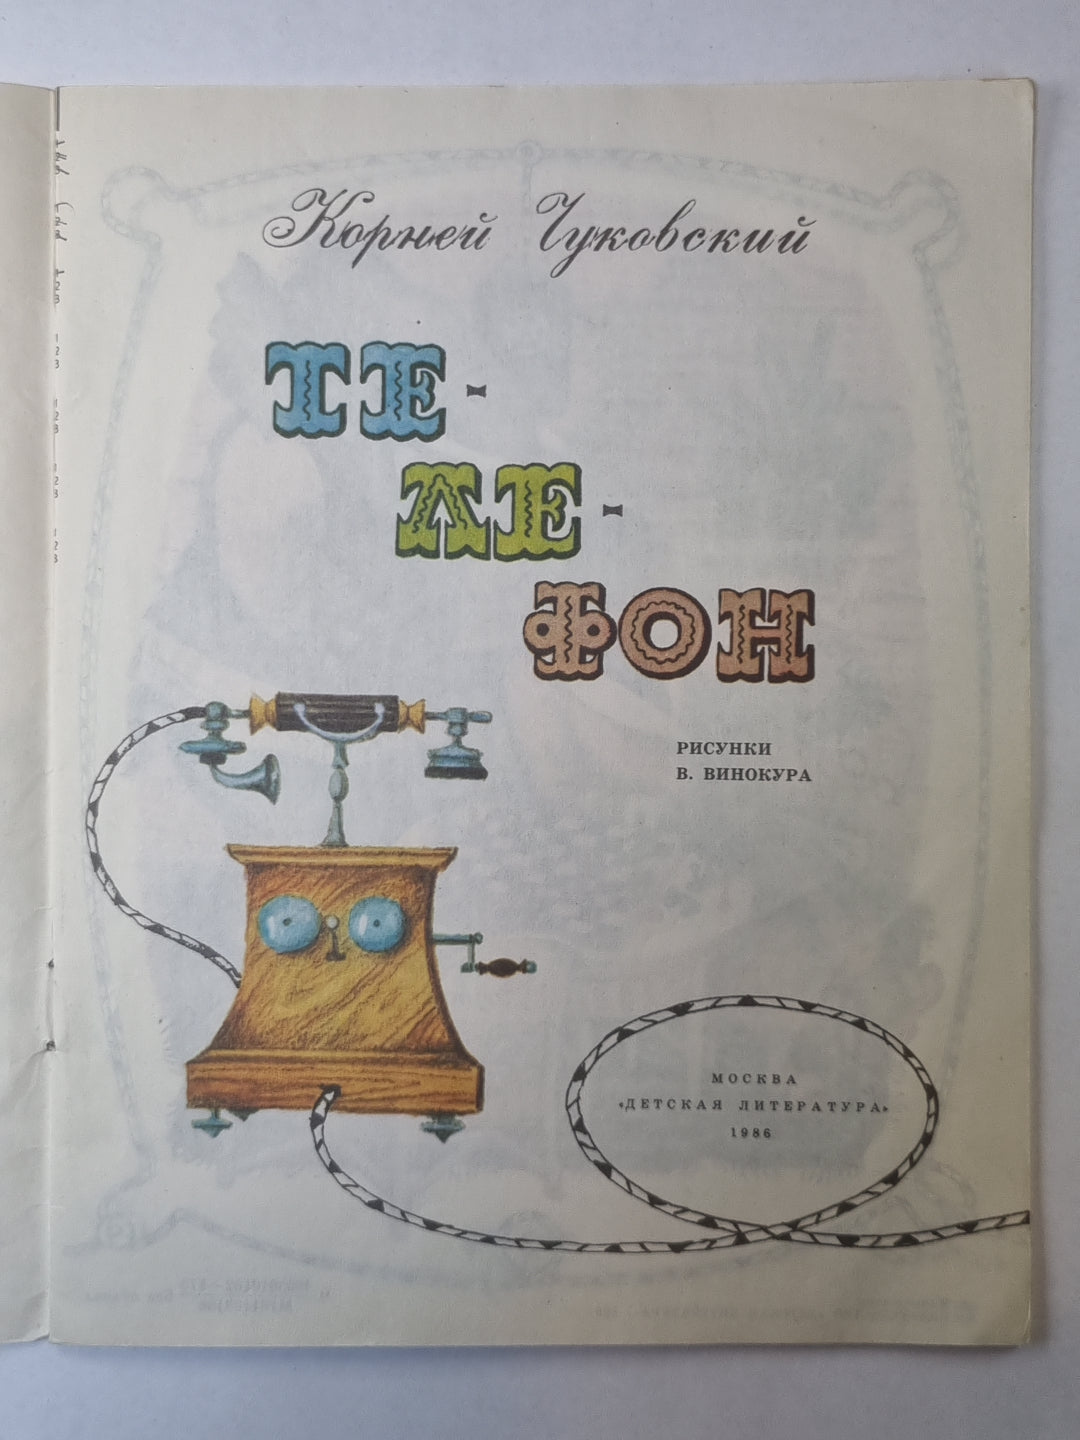 Корней Чуковский
ТЕ-
ЛЕ-
ФОН
РИСУНКИ
В. ВИНОКУРА
МОСКВА
«ДЕТСКАЯ ЛИТЕРАТУРА»
1986